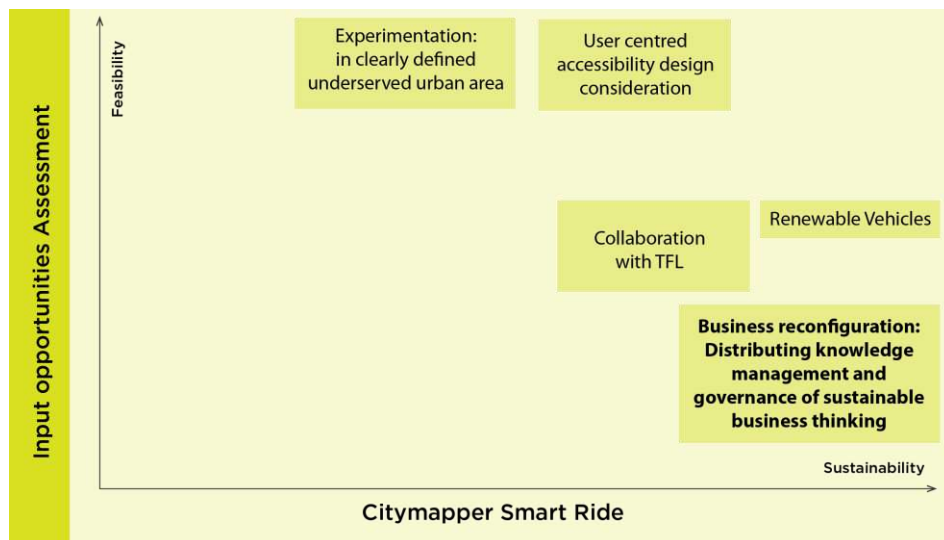 Input opportunities Assessment
Feasibility
Experimentation:
in clearly defined
underserved urban area
User centred
accessibility design
consideration
Collaboration
with TFL
Renewable Vehicles
Business reconfiguration:
Distributing knowledge
management and
governance of sustainable
business thinking
Sustainability
Citymapper Smart Ride